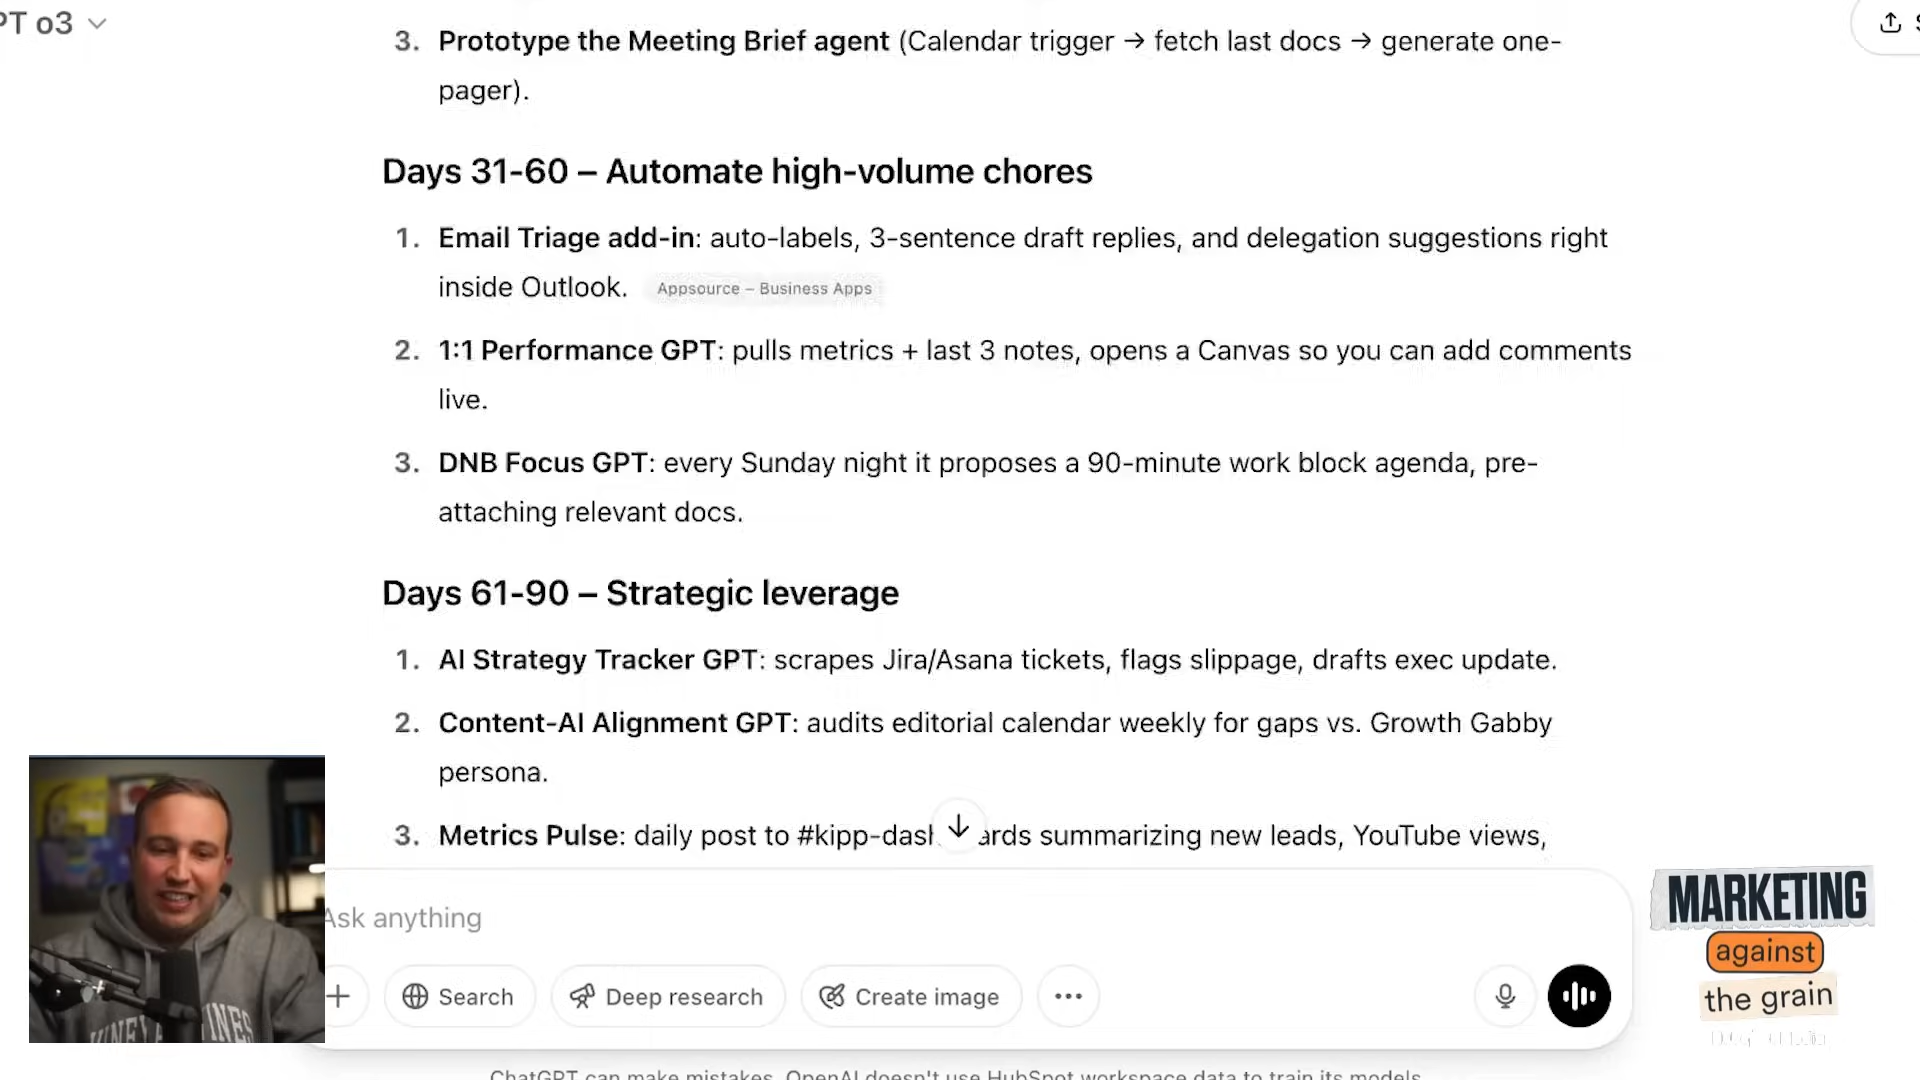 PT o3
3. Prototype the Meeting Brief agent (Calendar trigger → fetch last docs → generate one-
pager).
Days 31-60 – Automate high-volume chores
1. Email Triage add-in: auto-labels, 3-sentence draft replies, and delegation suggestions right
inside Outlook. Appsource – Business Apps
2. 1:1 Performance GPT: pulls metrics + last 3 notes, opens a Canvas so you can add comments
live.
3. DNB Focus GPT: every Sunday night it proposes a 90-minute work block agenda, pre-
attaching relevant docs.
Days 61-90 – Strategic leverage
1. AI Strategy Tracker GPT: scrapes Jira/Asana tickets, flags slippage, drafts exec update.
2. Content-AI Alignment GPT: audits editorial calendar weekly for gaps vs. Growth Gabby
persona.
3. Metrics Pulse: daily post to #kipp-dash ards summarizing new leads, YouTube views,
Ask anything
Search Deep research Create image
MARKETING
against
the grain
ChatGPT can make mistakes. OpenAI doesn't use HubSpot workspace data to train its models.